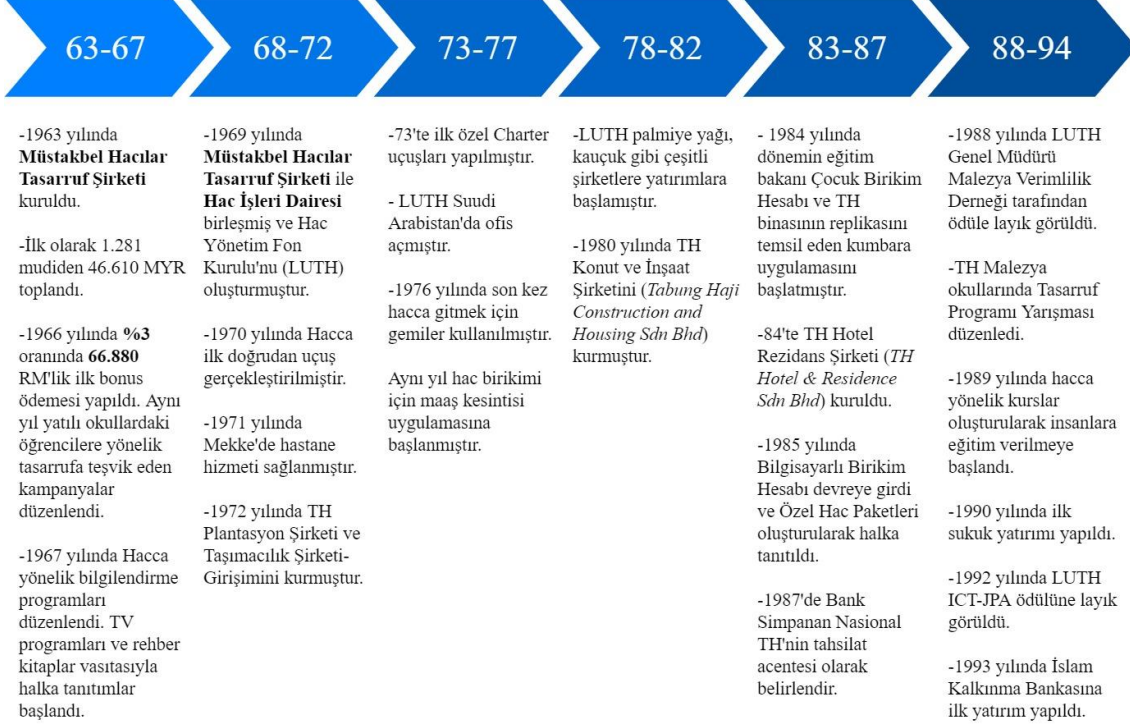 63-67
68-72
73-77
78-82
83-87
88-94
-1963 yılında
Müstakbel Hacılar
Tasarruf Şirketi
kuruldu.
-İlk olarak 1.281
mudiden 46.610 MYR
toplandı.
-1966 yılında %3
oranında 66.880
RM'lik ilk bonus
ödemesi yapıldı. Aynı
yıl yatılı okullardaki
öğrencilere yönelik
tasarrufa teşvik eden
kampanyalar
düzenlendi.
-1967 yılında Hacca
yönelik bilgilendirme
programları
düzenlendi. TV
programları ve rehber
kitaplar vasıtasıyla
halka tanıtımlar
başlandı.
-1969 yılında
Müstakbel Hacılar
Tasarruf Şirketi ile
Hac İşleri Dairesi
birleşmiş ve Hac
Yönetim Fon
Kurulu'nu (LUTH)
oluşturmuştur.
-1970 yılında Hacca
ilk doğrudan uçuş
gerçekleştirilmiştir.
-1971 yılında
Mekke'de hastane
hizmeti sağlanmıştır.
-1972 yılında TH
Plantasyon Şirketi ve
Taşımacılık Şirketi-
Girişimini kurmuştur.
-73'te ilk özel Charter
uçuşları yapılmıştır.
- LUTH Suudi
Arabistan'da ofis
açmıştır.
-1976 yılında son kez
hacca gitmek için
gemiler kullanılmıştır.
Aynı yıl hac birikimi
için maaş kesintisi
uygulamasına
başlanmıştır.
-LUTH palmiye yağı,
kauçuk gibi çeşitli
şirketlere yatırımlara
başlamıştır.
-1980 yılında TH
Konut ve İnşaat
Şirketini (Tabung Haji
Construction and
Housing Sdn Bhd)
kurmuştur.
- 1984 yılında
dönemin eğitim
bakanı Çocuk Birikim
Hesabı ve TH
binasının replikasını
temsil eden kumbara
uygulamasını
başlatmıştır.
-84'te TH Hotel
Rezidans Şirketi (TH
Hotel & Residence
Sdn Bhd) kuruldu.
-1985 yılında
Bilgisayarlı Birikim
Hesabı devreye girdi
ve Özel Hac Paketleri
oluşturularak halka
tanıtıldı.
-1987'de Bank
Simpanan Nasional
TH'nin tahsilat
acentesi olarak
belirlendir.
-1988 yılında LUTH
Genel Müdürü
Malezya Verimlilik
Derneği tarafından
ödüle layık görüldü.
-TH Malezya
okullarında Tasarruf
Programı Yarışması
düzenledi.
-1989 yılında hacca
yönelik kurslar
oluşturularak insanlara
eğitim verilmeye
başlandı.
-1990 yılında ilk
sukuk yatırımı yapıldı.
-1992 yılında LUTH
ICT-JPA ödülüne layık
görüldü.
-1993 yılında İslam
Kalkınma Bankasına
ilk yatırım yapıldı.